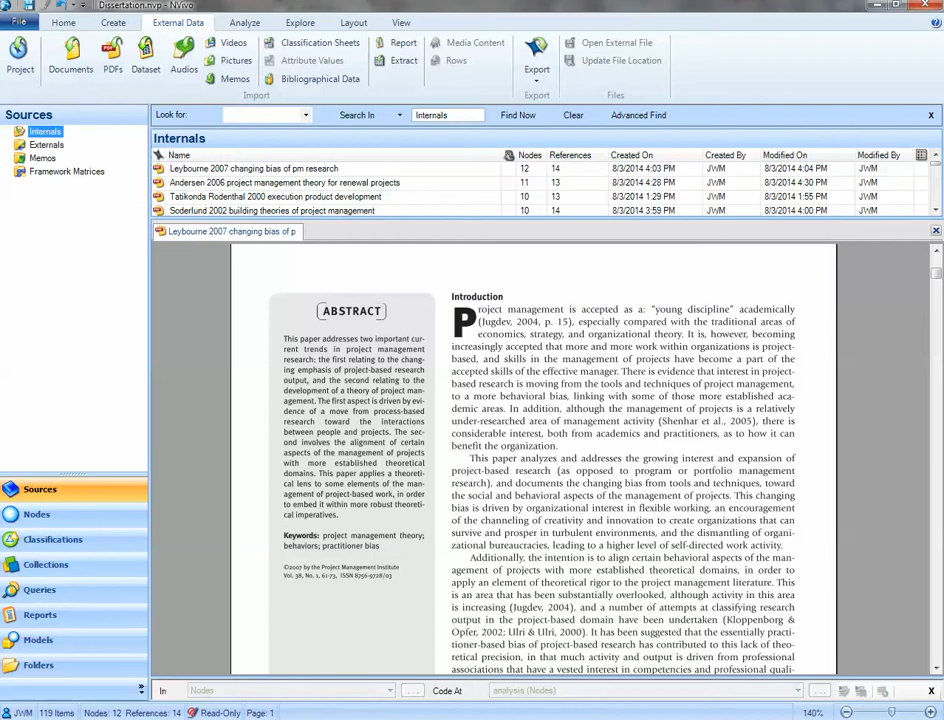 Dissertation.nvp - NVivo
File Home Create External Data Analyze Explore Layout View
Project Documents PDFs Dataset Audios Videos Pictures Memos
Classification Sheets Attribute Values Bibliographical Data
Report Extract Media Content Rows Export Open External File Update File Location
Import Export Files
Sources
Look for: Search In Internals Find Now Clear Advanced Find x
Internals
Externals
Memos
Framework Matrices
Internals
Name Nodes References Created On Created By Modified On Modified By
Leybourne 2007 changing bias of pm research 12 14 8/3/2014 4:03 PM JWM 8/3/2014 4:04 PM JWM
Andersen 2006 project management theory for renewal projects 11 13 8/3/2014 4:28 PM JWM 8/3/2014 4:30 PM JWM
Tatikonda Rodenthal 2000 execution product development 10 13 8/3/2014 1:29 PM JWM 8/3/2014 1:55 PM JWM
Soderlund 2002 building theories of project management 10 14 8/3/2014 3:59 PM JWM 8/3/2014 4:00 PM JWM
Leybourne 2007 changing bias of p
ABSTRACT
This paper addresses two important cur-
rent trends in project management
research: the first relating to the chang-
ing emphasis of project-based research
output, and the second relating to the
development of a theory of project man-
agement. The first aspect is driven by evi-
dence of a move from process-based
research toward the interactions
between people and projects. The sec-
ond involves the alignment of certain
aspects of the management of projects
with more established theoretical
domains. This paper applies a theoreti-
cal lens to some elements of the man-
agement of project-based work, in order
to embed it within more robust theoreti-
cal imperatives.
Keywords: project management theory;
behaviors; practitioner bias
©2007 by the Project Management Institute
Vol. 38, No. 1, 61-73, ISSN 8756-9728/03
Introduction
Project management is accepted as a: “young discipline” academically
(Jugdev, 2004, p. 15), especially compared with the traditional areas of
economics, strategy, and organizational theory. It is, however, becoming
increasingly accepted that more and more work within organizations is project-
based, and skills in the management of projects have become a part of the
accepted skills of the effective manager. There is evidence that interest in project-
based research is moving from the tools and techniques of project management,
to a more behavioral bias, linking with some of those more established aca-
demic areas. In addition, although the management of projects is a relatively
under-researched area of management activity (Shenhar et al., 2005), there is
considerable interest, both from academics and practitioners, as to how it can
benefit the organization.
This paper analyzes and addresses the growing interest and expansion of
project-based research (as opposed to program or portfolio management
research), and documents the changing bias from tools and techniques, toward
the social and behavioral aspects of the management of projects. This changing
bias is driven by organizational interest in flexible working, an encouragement
of the channeling of creativity and innovation to create organizations that can
survive and prosper in turbulent environments, and the dismantling of organi-
zational bureaucracies, leading to a higher level of self-directed work activity.
Additionally, the intention is to align certain behavioral aspects of the man-
agement of projects with more established theoretical domains, in order to
apply an element of theoretical rigor to the project management literature. This
is an area that has been substantially overlooked, although activity in this area
is increasing (Jugdev, 2004), and a number of attempts at classifying research
output in the project-based domain have been undertaken (Kloppenborg &
Opfer, 2002; Ulri & Ulri, 2000). It has been suggested that the essentially practi-
tioner-based bias of project-based research has contributed to this lack of theo-
retical precision, in that much activity and output is driven from professional
associations that have a vested interest in competencies and professional quali-
Sources
Nodes
Classifications
Collections
Queries
Reports
Models
Folders
In Nodes ... Code At analysis (Nodes) ... x
JWM 119 Items Nodes: 12 References: 14 Read-Only Page: 1 140%